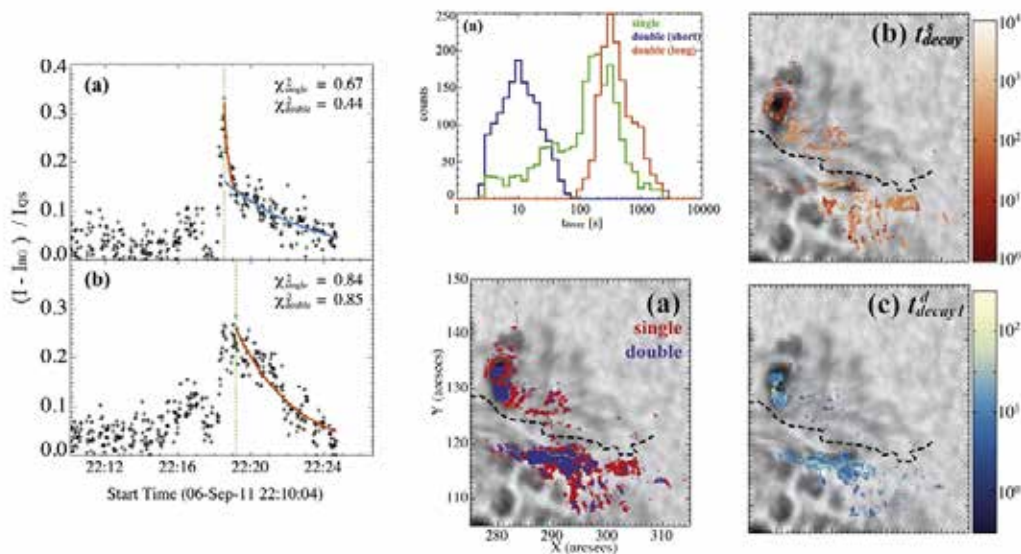 (a)
χ²single = 0.67
χ²double = 0.44
0.4
0.3
0.2
0.1
0.0
(I - IBG) / IQS
(b)
χ²single = 0.84
χ²double = 0.85
0.3
0.2
0.1
0.0
22:12 22:16 22:20 22:24
Start Time (06-Sep-11 22:10:04)
(a)
single
double (short)
double (long)
250
200
150
100
50
0
counts
1 10 100 1000 10000
[s]
(a)
single
double
150
140
130
120
110
Y (arcsecs)
280 290 300 310
X (arcsecs)
(b) tˢdecay
10⁴
10³
10²
10¹
10⁰
(c) tᵈdecay1
10²
10¹
10⁰